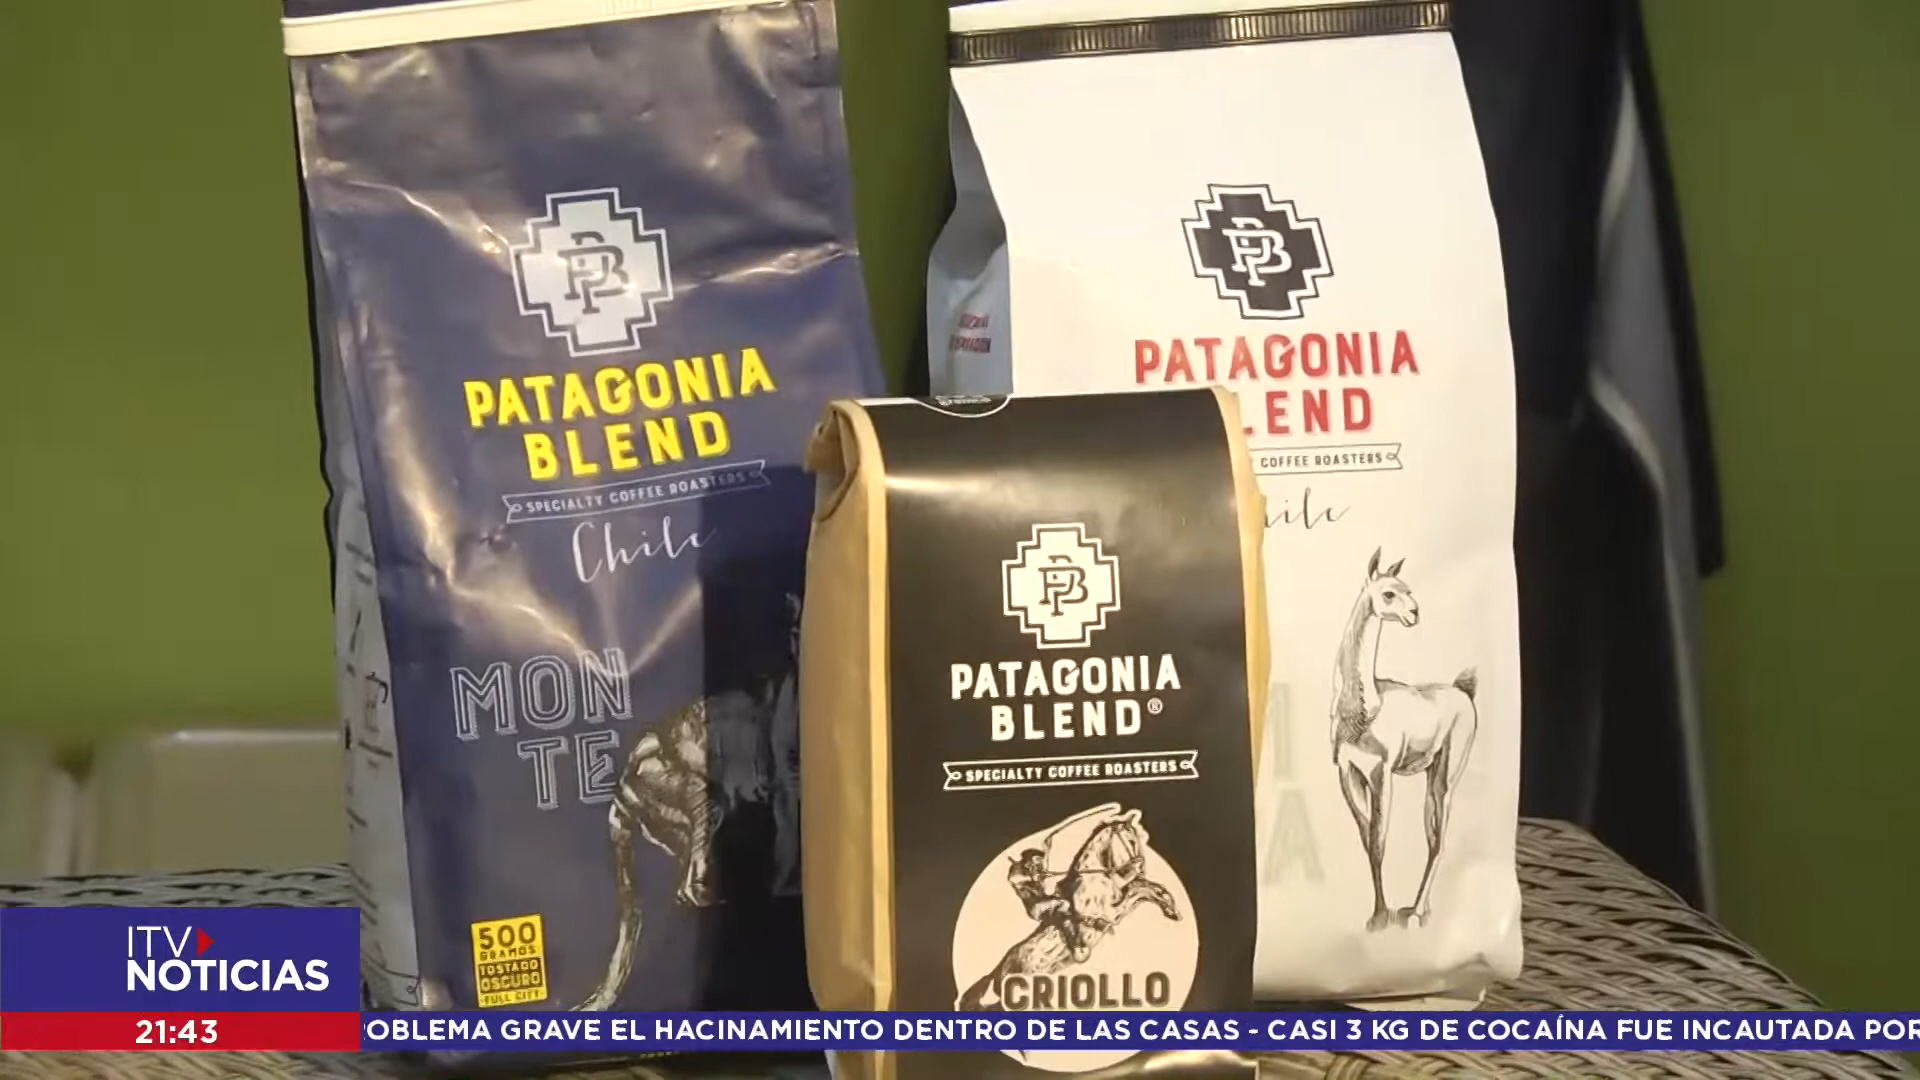 PB
PATAGONIA
BLEND
SPECIALTY COFFEE ROASTERS
Chile
MON
TE
500
GRAMOS
TOSTADO
OSCURO
FULL CITY
PB
PATAGONIA
LEND
COFFEE ROASTERS
ile
M
A
PB
PATAGONIA
BLEND®
SPECIALTY COFFEE ROASTERS
CRIOLLO
ITV
NOTICIAS
21:43
ROBLEMA GRAVE EL HACINAMIENTO DENTRO DE LAS CASAS - CASI 3 KG DE COCAÍNA FUE INCAUTADA POR